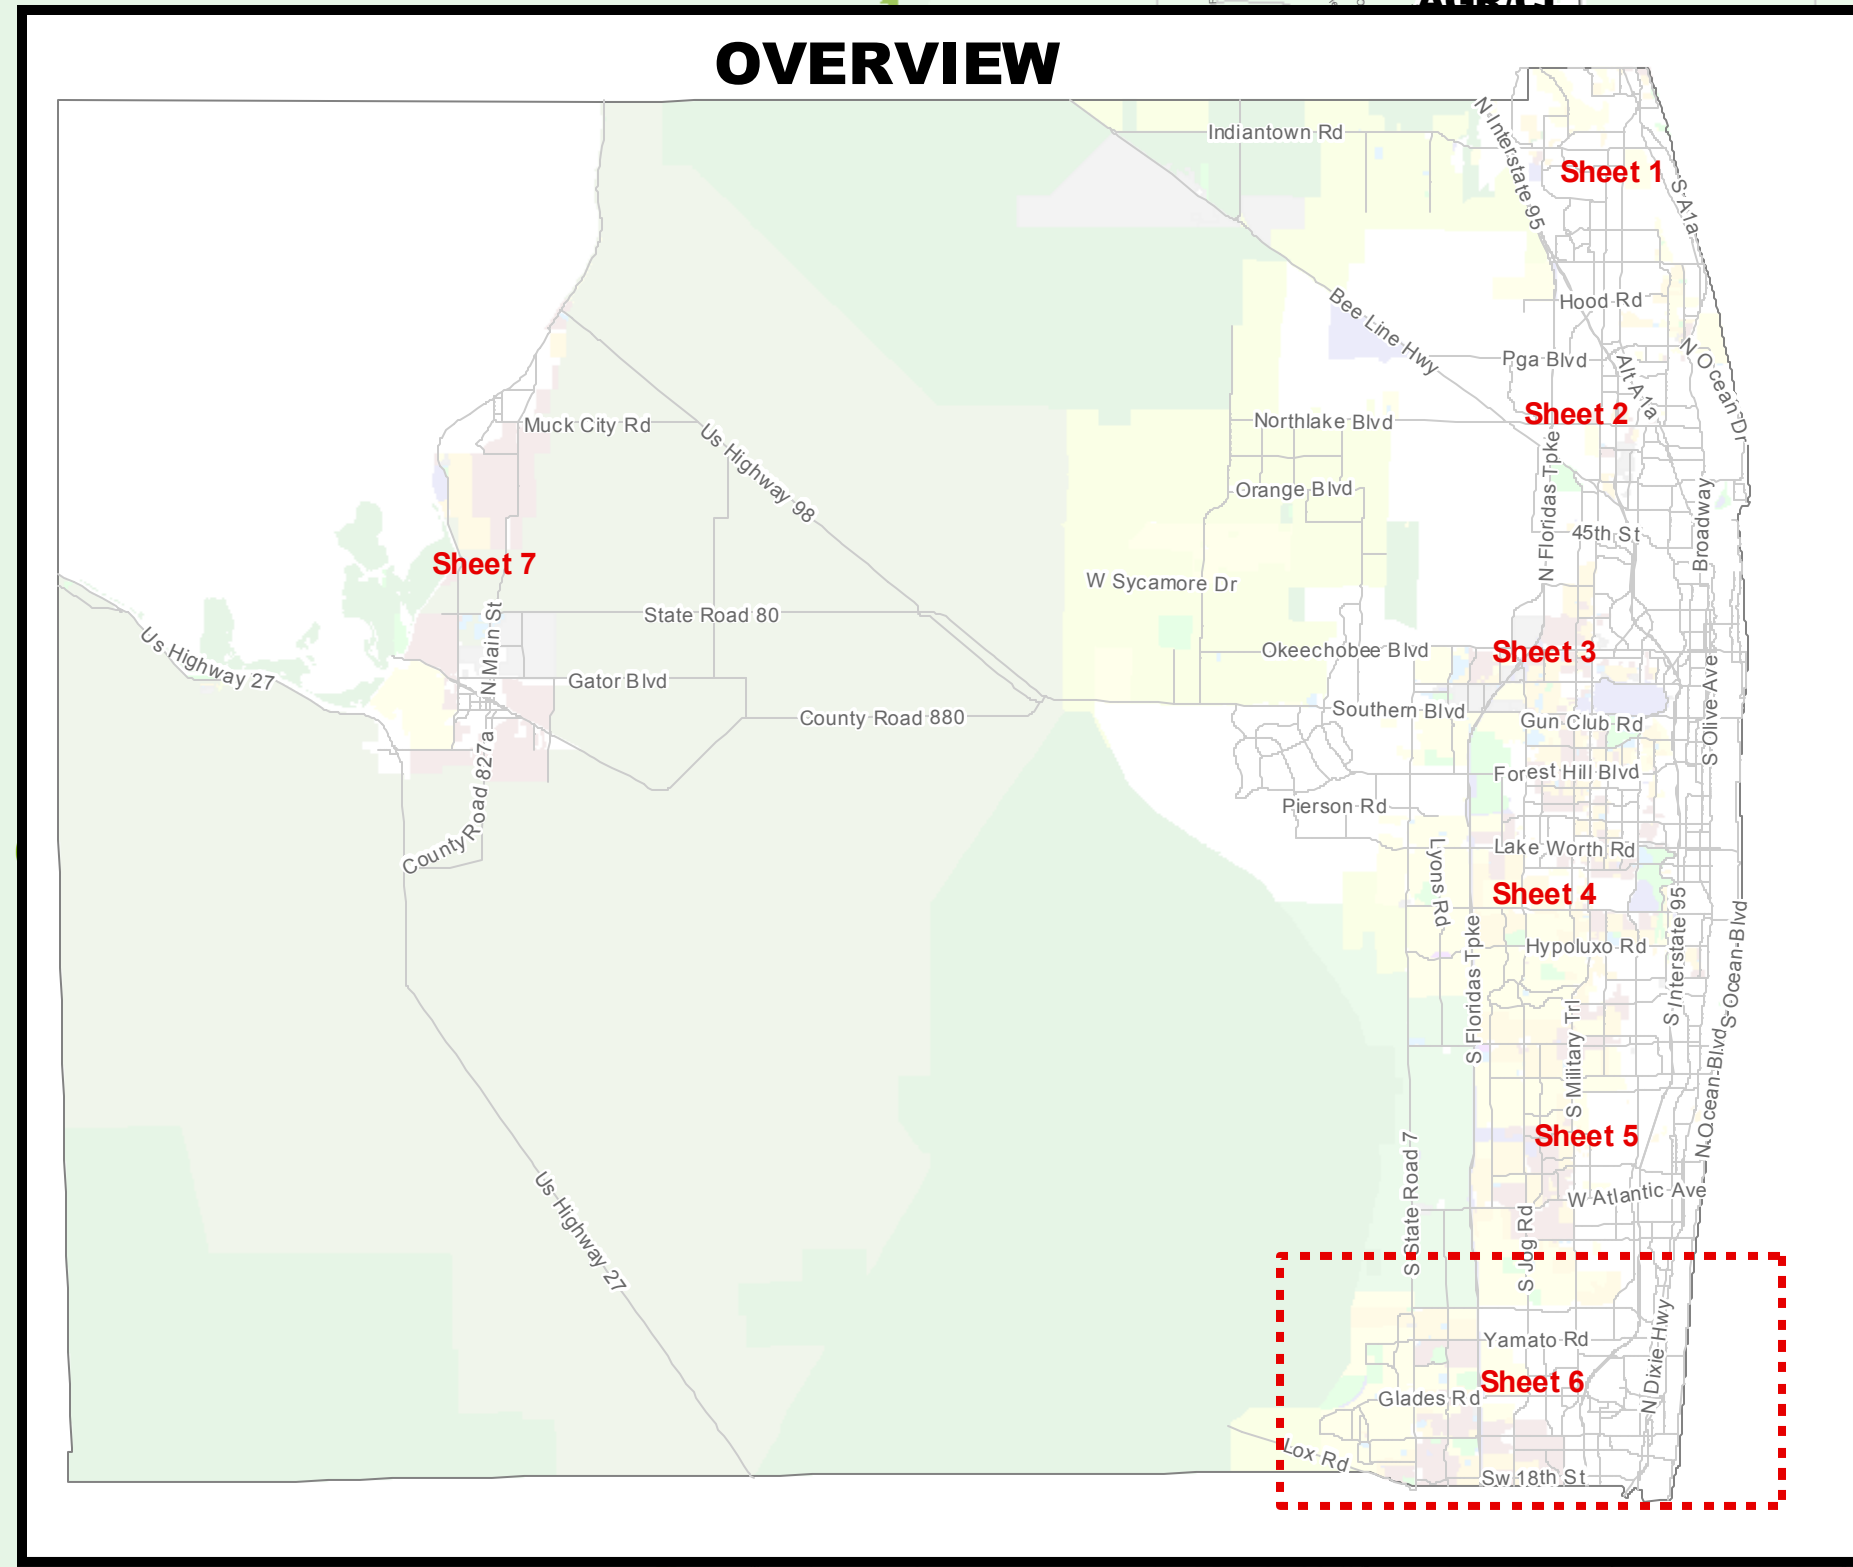 AGR/CI
OVERVIEW
Indiantown Rd
N Interstate 95
Sheet 1
S A1a
Hood Rd
Bee Line Hwy
Pga Blvd
Alt A1a
N Ocean Dr
Sheet 2
Northlake Blvd
Muck City Rd
Us Highway 98
N Floridas Tpke
Orange Blvd
45th St
Broadway
Sheet 7
W Sycamore Dr
State Road 80
N Main St
Us Highway 27
Okeechobee Blvd
Sheet 3
S Olive Ave
Gator Blvd
County Road 880
Southern Blvd
Gun Club Rd
Forest Hill Blvd
County Road 827a
Pierson Rd
Lake Worth Rd
Lyons Rd
Sheet 4
S Interstate 95
S Ocean Blvd
Hypoluxo Rd
S Floridas Tpke
S Military Trl
N Ocean Blvd
Sheet 5
S State Road 7
W Atlantic Ave
Us Highway 27
S Jog Rd
Yamato Rd
N Dixie Hwy
Sheet 6
Glades Rd
Lox Rd
Sw 18th St